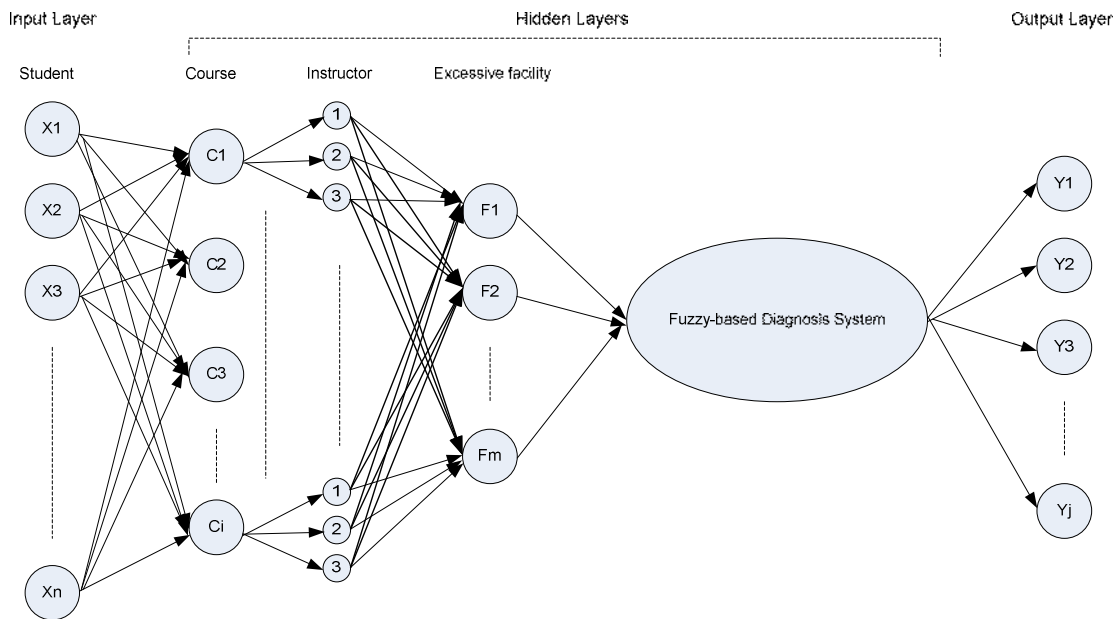 Input Layer
Hidden Layers
Output Layer
Student
Course
Instructor
Excessive facility
X1
X2
X3
Xn
C1
C2
C3
Ci
1
2
3
1
2
3
F1
F2
Fm
Fuzzy-based Diagnosis System
Y1
Y2
Y3
Yj